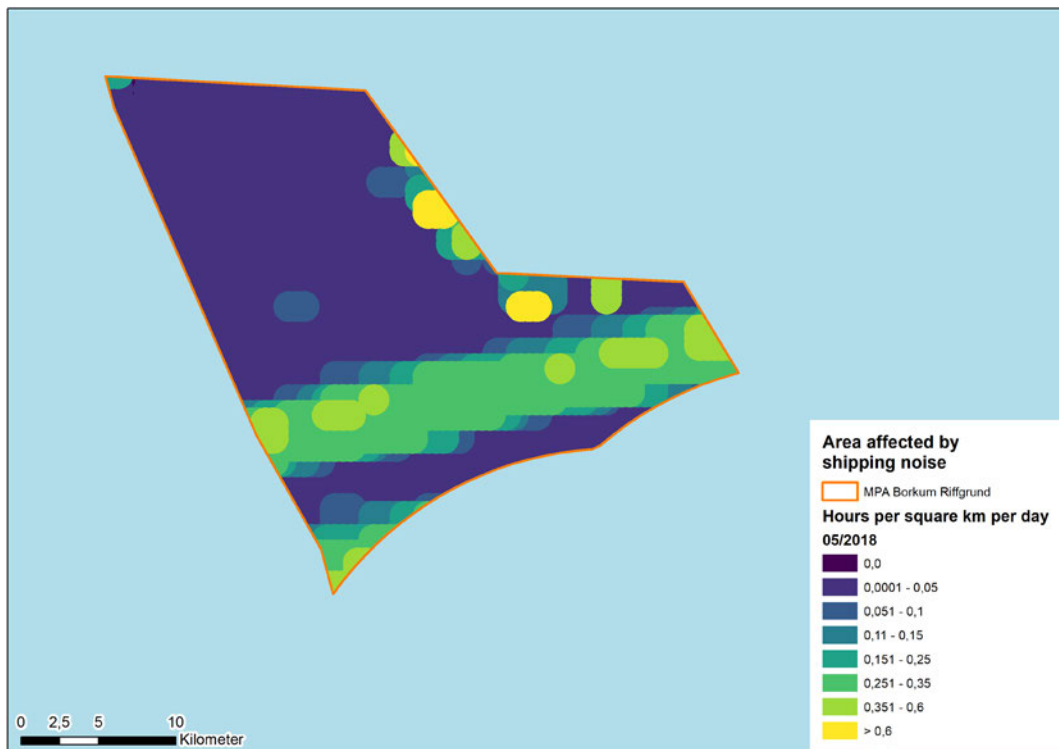 Area affected by
shipping noise
MPA Borkum Riffgrund
Hours per square km per day
05/2018
0,0
0,0001 - 0,05
0,051 - 0,1
0,11 - 0,15
0,151 - 0,25
0,251 - 0,35
0,351 - 0,6
> 0,6
0 2,5 5 10
Kilometer